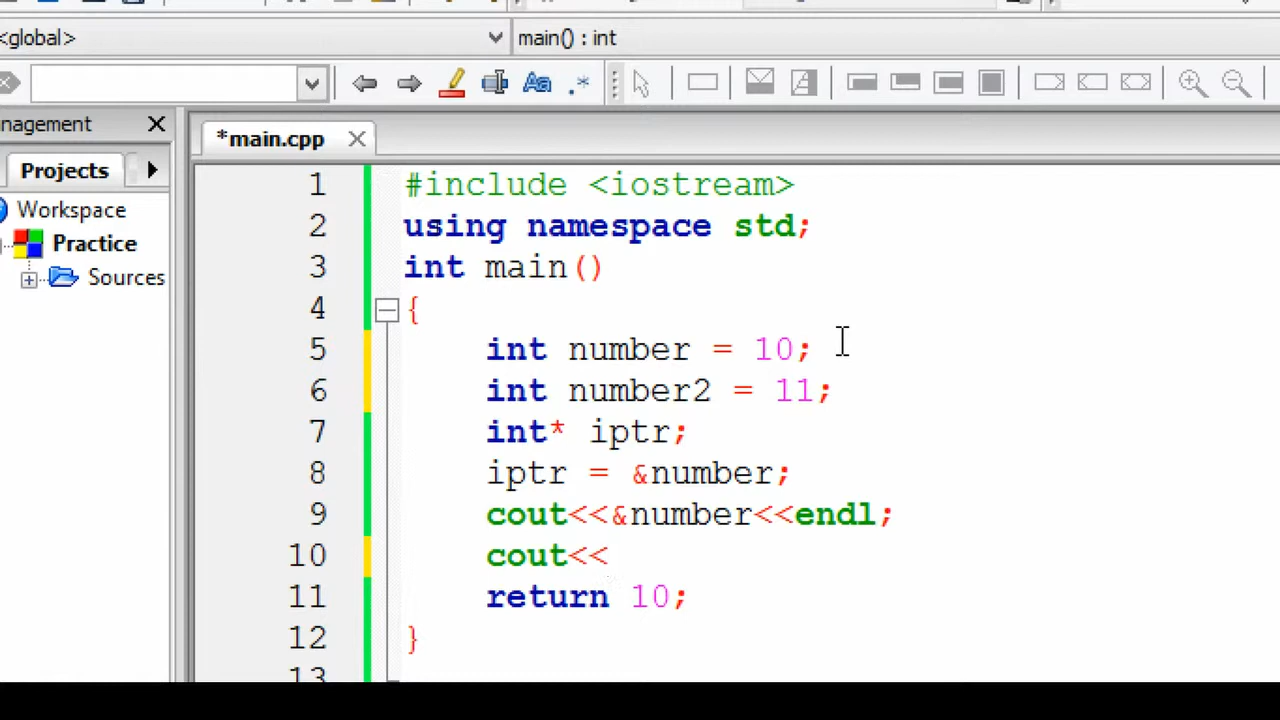 <global>
main() : int
nagement
*main.cpp
Projects
Workspace
Practice
Sources
1 #include <iostream>
2 using namespace std;
3 int main()
4 {
5 int number = 10;
6 int number2 = 11;
7 int* iptr;
8 iptr = &number;
9 cout<<&number<<endl;
10 cout<<
11 return 10;
12 }
13